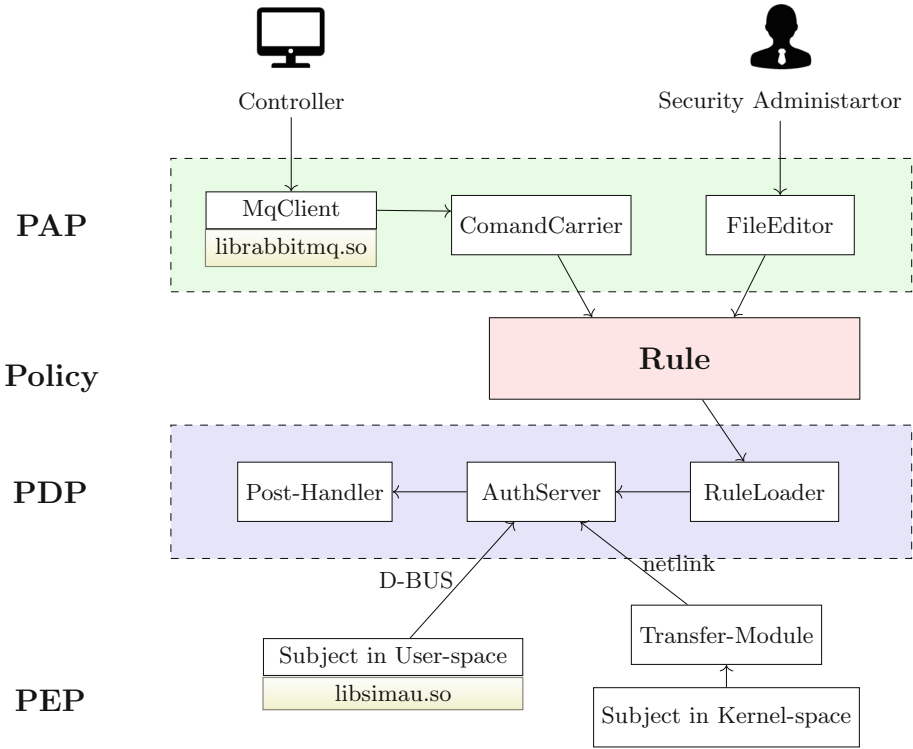 Controller
Security Administartor
PAP
MqClient
librabbitmq.so
ComandCarrier
FileEditor
Policy
Rule
PDP
Post-Handler
AuthServer
RuleLoader
D-BUS
netlink
PEP
Subject in User-space
libsimau.so
Transfer-Module
Subject in Kernel-space